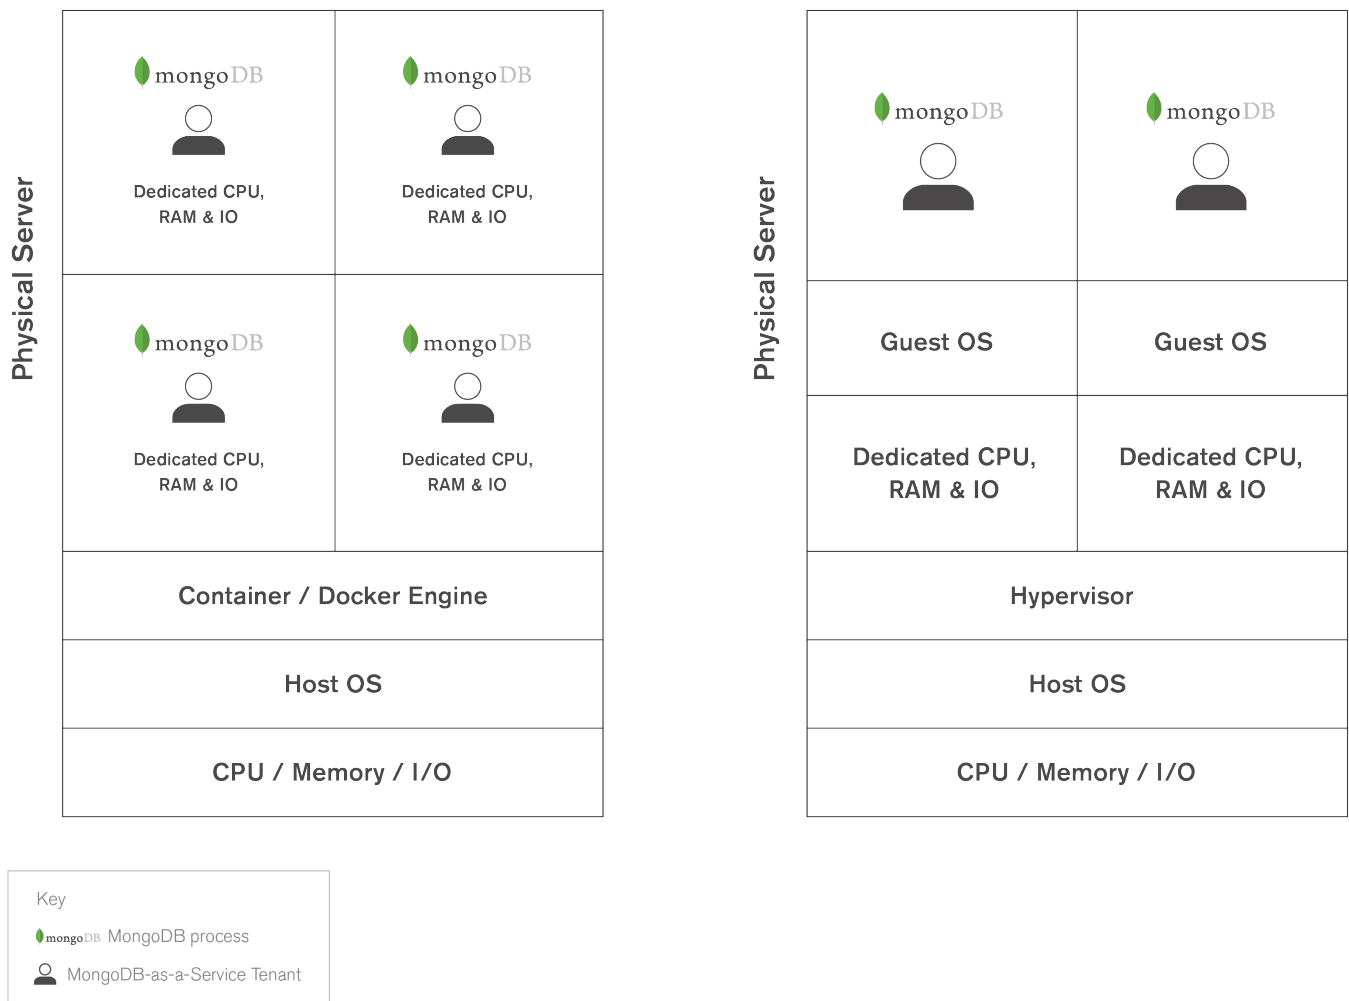 Physical Server
mongoDB
mongoDB
Dedicated CPU,
RAM & IO
Dedicated CPU,
RAM & IO
mongoDB
mongoDB
Dedicated CPU,
RAM & IO
Dedicated CPU,
RAM & IO
Container / Docker Engine
Host OS
CPU / Memory / I/O
Physical Server
mongoDB
mongoDB
Guest OS
Guest OS
Dedicated CPU,
RAM & IO
Dedicated CPU,
RAM & IO
Hypervisor
Host OS
CPU / Memory / I/O
Key
mongoDB MongoDB process
MongoDB-as-a-Service Tenant